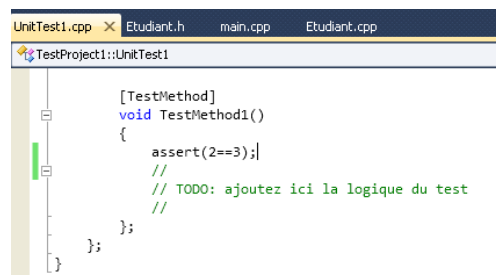 UnitTest1.cpp X Etudiant.h main.cpp Etudiant.cpp
TestProject1::UnitTest1
[TestMethod]
void TestMethod1()
{
assert(2==3);
//
// TODO: ajoutez ici la logique du test
//
};
};
}